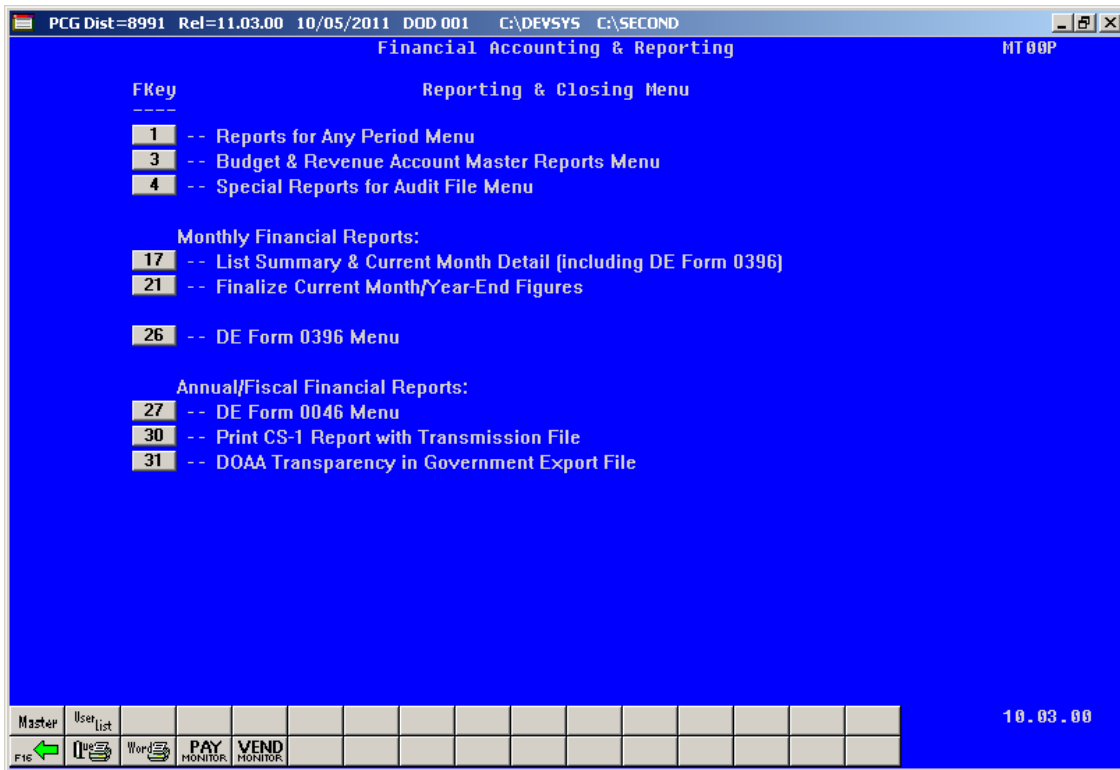 PCG Dist=8991 Rel=11.03.00 10/05/2011 DOD 001 C:\DEVSYS C:\SECOND
Financial Accounting & Reporting MT00P
FKey Reporting & Closing Menu
----
1 -- Reports for Any Period Menu
3 -- Budget & Revenue Account Master Reports Menu
4 -- Special Reports for Audit File Menu
Monthly Financial Reports:
17 -- List Summary & Current Month Detail (including DE Form 0396)
21 -- Finalize Current Month/Year-End Figures
26 -- DE Form 0396 Menu
Annual/Fiscal Financial Reports:
27 -- DE Form 0046 Menu
30 -- Print CS-1 Report with Transmission File
31 -- DOAA Transparency in Government Export File
Master User List 10.03.00
F16 Que Word PAY MONITOR VEND MONITOR